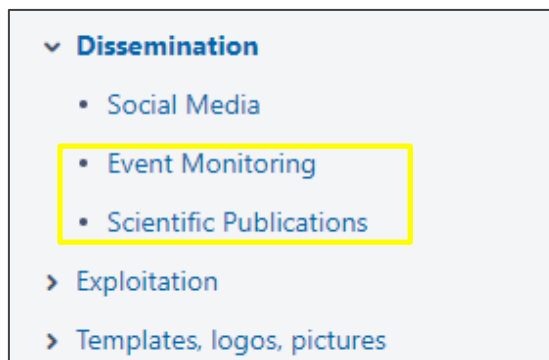 Dissemination
Social Media
Event Monitoring
Scientific Publications
Exploitation
Templates, logos, pictures